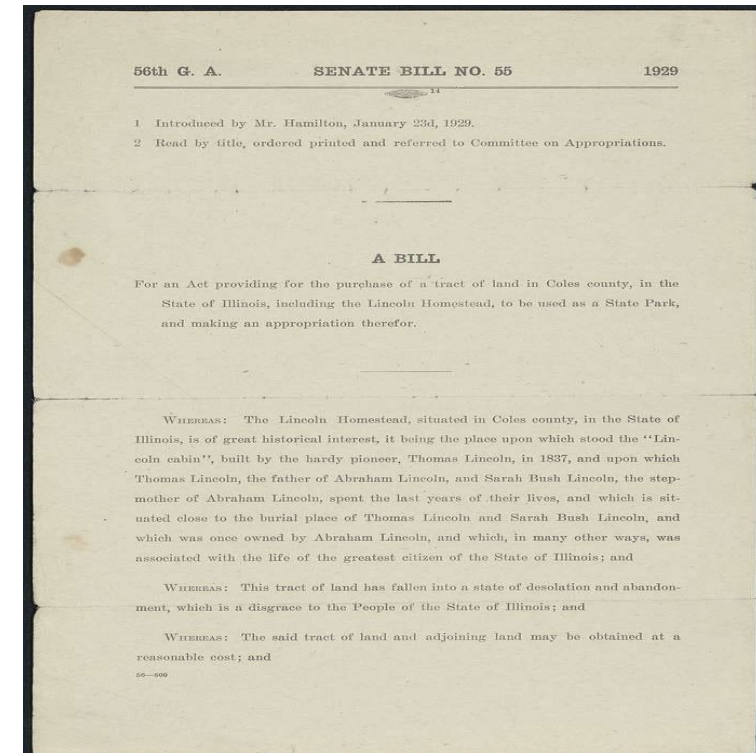 56th G. A. SENATE BILL NO. 55 1929
14
1 Introduced by Mr. Hamilton, January 23d, 1929.
2 Read by title, ordered printed and referred to Committee on Appropriations.
A BILL
For an Act providing for the purchase of a tract of land in Coles county, in the
State of Illinois, including the Lincoln Homestead, to be used as a State Park,
and making an appropriation therefor.
WHEREAS: The Lincoln Homestead, situated in Coles county, in the State of
Illinois, is of great historical interest, it being the place upon which stood the “Lin-
coln cabin”, built by the hardy pioneer, Thomas Lincoln, in 1837, and upon which
Thomas Lincoln, the father of Abraham Lincoln, and Sarah Bush Lincoln, the step-
mother of Abraham Lincoln, spent the last years of their lives, and which is sit-
uated close to the burial place of Thomas Lincoln and Sarah Bush Lincoln, and
which was once owned by Abraham Lincoln, and which, in many other ways, was
associated with the life of the greatest citizen of the State of Illinois; and
WHEREAS: This tract of land has fallen into a state of desolation and abandon-
ment, which is a disgrace to the People of the State of Illinois; and
WHEREAS: The said tract of land and adjoining land may be obtained at a
reasonable cost; and
56—500